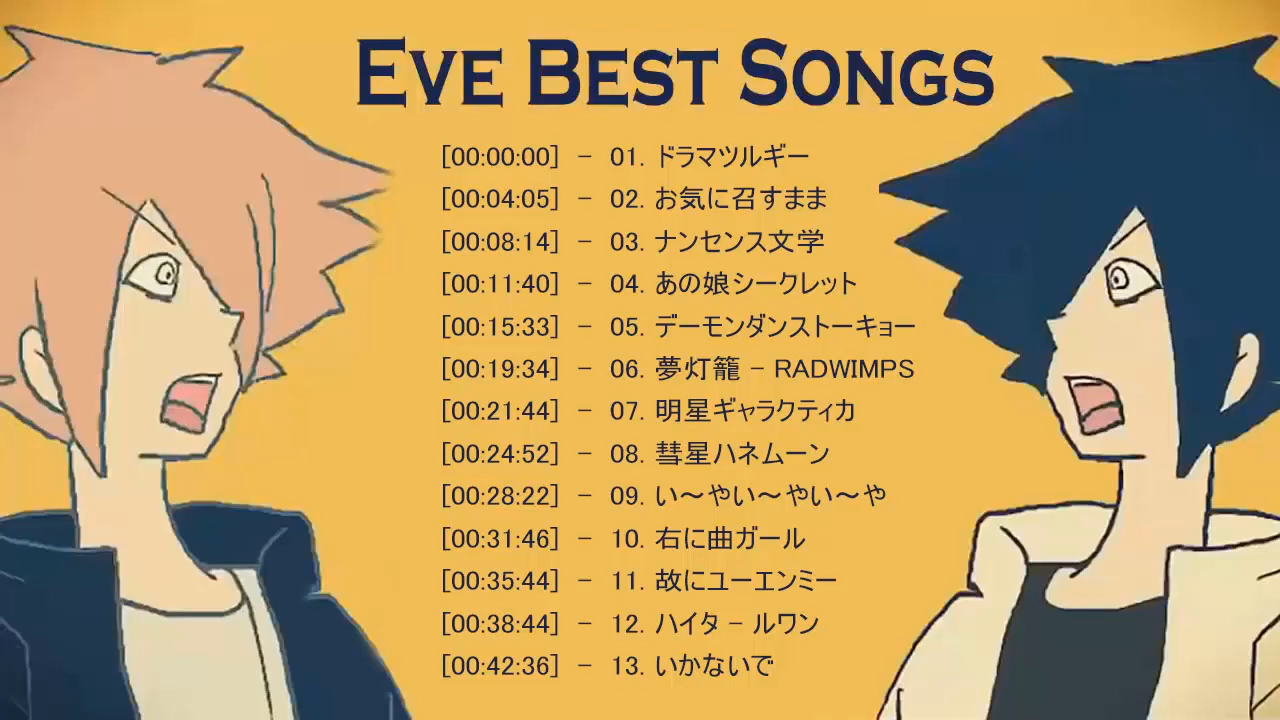 EVE BEST SONGS
[00:00:00] – 01. ドラマツルギー
[00:04:05] – 02. お気に召すまま
[00:08:14] – 03. ナンセンス文学
[00:11:40] – 04. あの娘シークレット
[00:15:33] – 05. デーモンダンストーキョー
[00:19:34] – 06. 夢灯籠 – RADWIMPS
[00:21:44] – 07. 明星ギャラクティカ
[00:24:52] – 08. 彗星ハネムーン
[00:28:22] – 09. い～やい～やい～や
[00:31:46] – 10. 右に曲ガール
[00:35:44] – 11. 故にユーエンミー
[00:38:44] – 12. ハイタ – ルワン
[00:42:36] – 13. いかないで